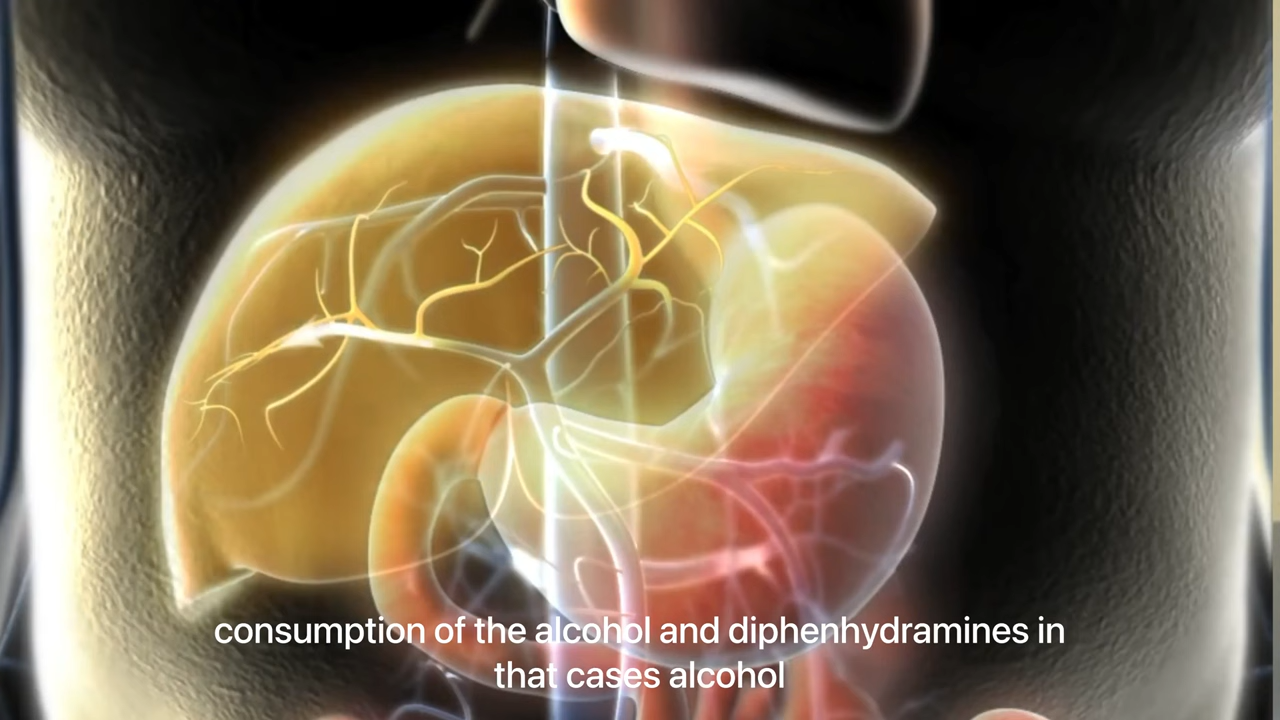 consumption of the alcohol and diphenhydramines in
that cases alcohol